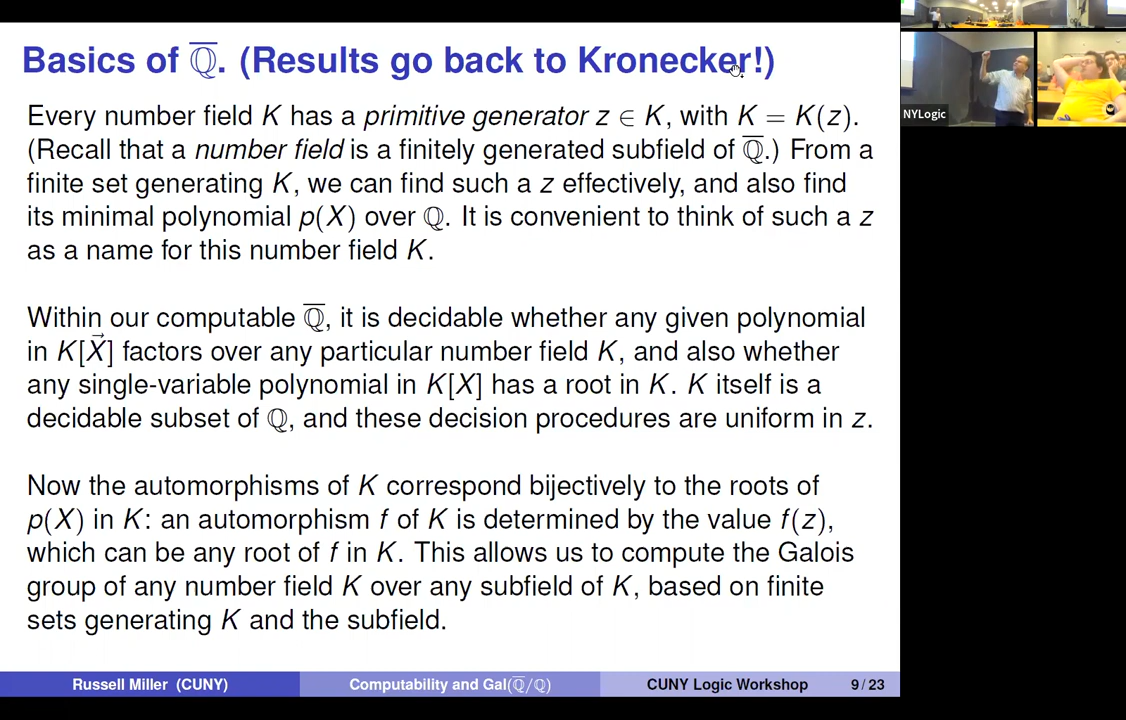 Basics of Q̅. (Results go back to Kronecker!)
Every number field K has a primitive generator z ∈ K, with K = K(z).
(Recall that a number field is a finitely generated subfield of Q̅.) From a
finite set generating K, we can find such a z effectively, and also find
its minimal polynomial p(X) over ℚ. It is convenient to think of such a z
as a name for this number field K.
Within our computable Q̅, it is decidable whether any given polynomial
in K[X⃗] factors over any particular number field K, and also whether
any single-variable polynomial in K[X] has a root in K. K itself is a
decidable subset of ℚ, and these decision procedures are uniform in z.
Now the automorphisms of K correspond bijectively to the roots of
p(X) in K: an automorphism f of K is determined by the value f(z),
which can be any root of f in K. This allows us to compute the Galois
group of any number field K over any subfield of K, based on finite
sets generating K and the subfield.
Russell Miller (CUNY) Computability and Gal(Q̅/ℚ) CUNY Logic Workshop 9 / 23
NYLogic